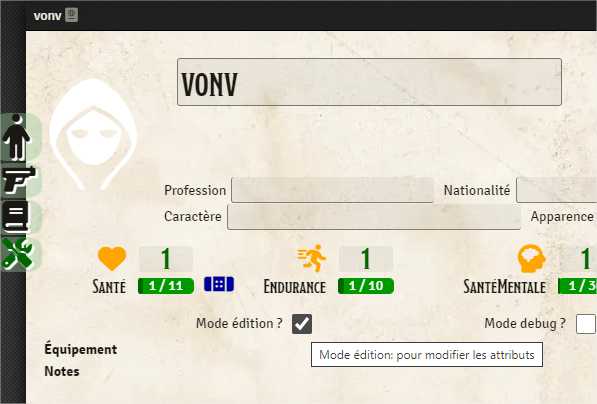 vonv
VONV
Profession Nationalité
Caractère Apparence
1 1 1
Santé 1 / 11 Endurance 1 / 10 SantéMentale 1 / 3
Mode édition ? Mode debug ?
Mode édition: pour modifier les attributs
Équipement
Notes